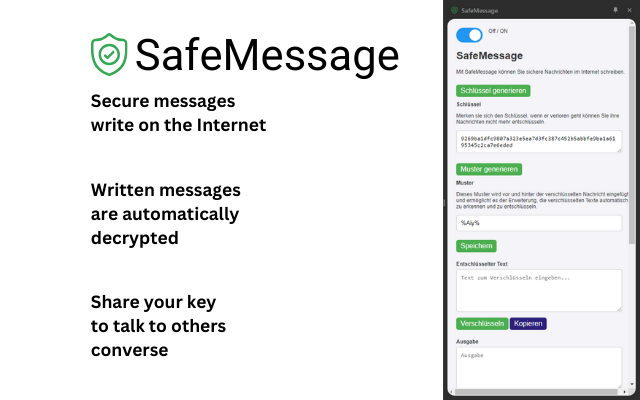 SafeMessage
Secure messages
write on the Internet
Written messages
are automatically
decrypted
Share your key
to talk to others
converse
SafeMessage
Off / ON
SafeMessage
Mit SafeMessage können Sie sichere Nachrichten im Internet schreiben.
Schlüssel generieren
Schlüssel
Merken sie sich den Schlüssel, wenn er verloren geht können Sie ihre
Nachrichten nicht mehr entschlüsseln.
Muster generieren
Muster
Dieses Muster wird vor und hinter der verschlüsselten Nachricht eingefügt
und ermöglicht es der Erweiterung, die verschlüsselten Texte automatisch
zu erkennen und zu entschlüsseln.
%Aiy%
Speichern
Entschlüsselter Text
Text zum Verschlüsseln eingeben...
Verschlüsseln Kopieren
Ausgabe
Ausgabe